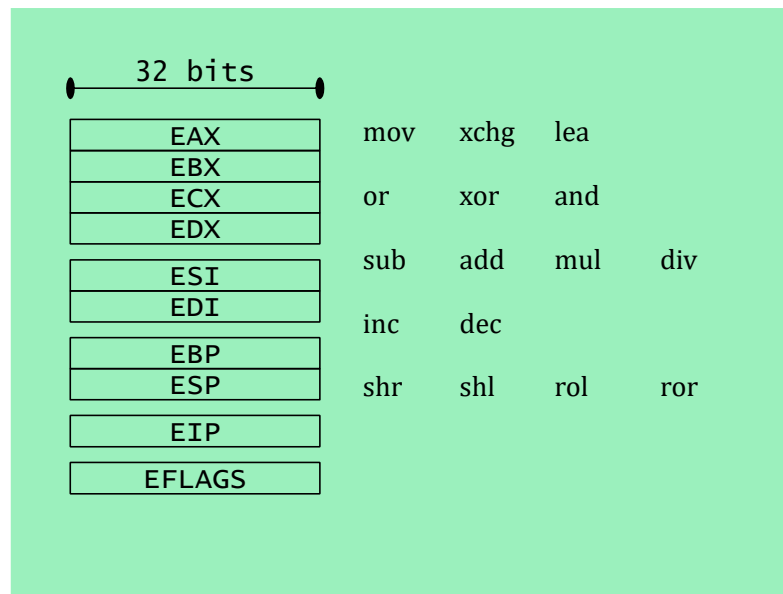 32 bits
EAX
EBX
ECX
EDX
ESI
EDI
EBP
ESP
EIP
EFLAGS
mov xchg lea
or xor and
sub add mul div
inc dec
shr shl rol ror